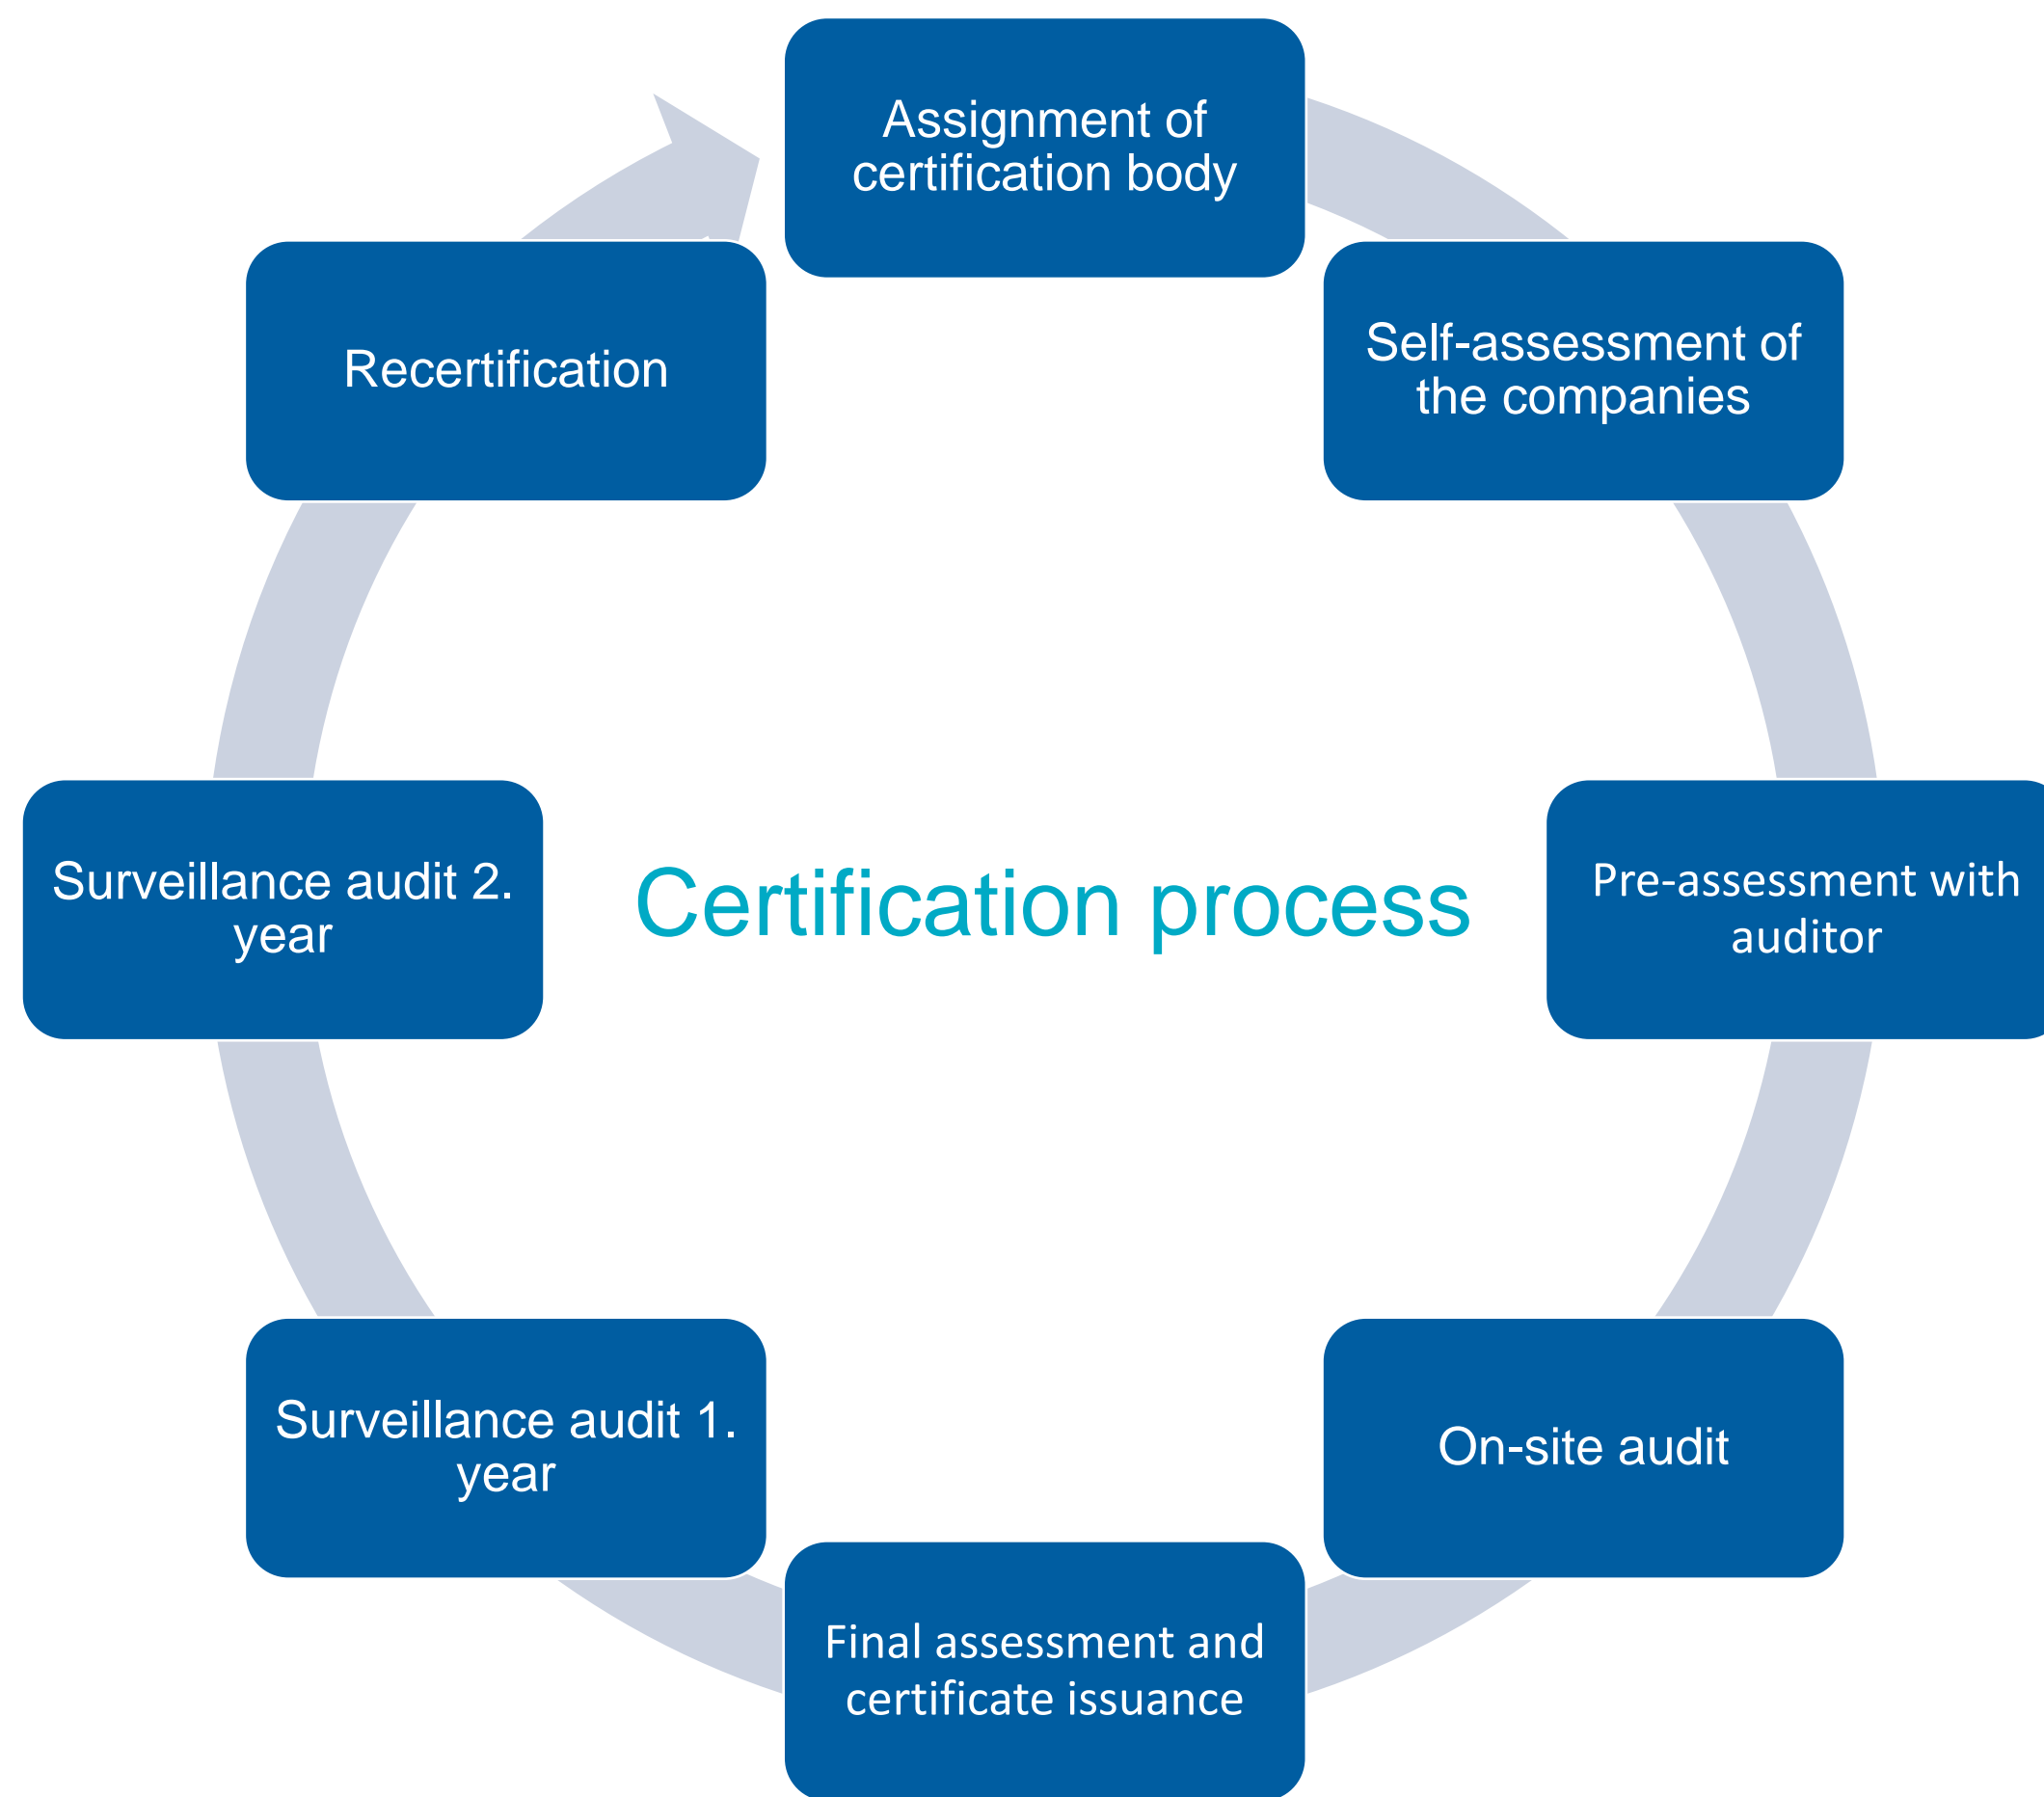 Assignment of
certification body
Self-assessment of
the companies
Pre-assessment with
auditor
On-site audit
Final assessment and
certificate issuance
Surveillance audit 1.
year
Surveillance audit 2.
year
Recertification
Certification process